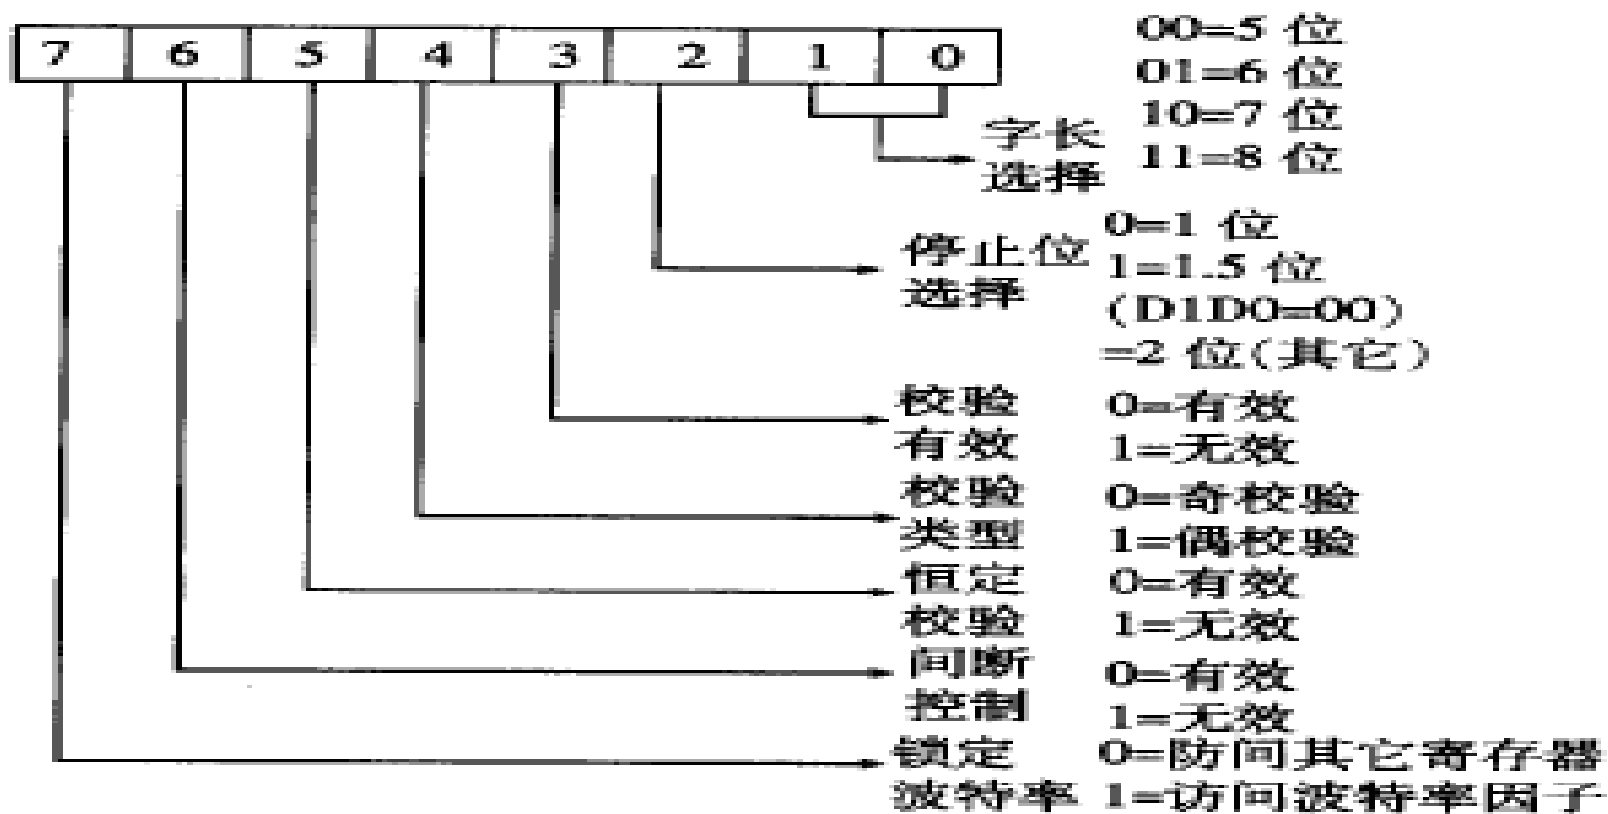 7 6 5 4 3 2 1 0
00=5 位
01=6 位
10=7 位
11=8 位
字长
选择
0=1 位
1=1.5 位
(D1D0=00)
=2 位(其它)
停止位
选择
校验
有效
0=有效
1=无效
校验
类型
0=奇校验
1=偶校验
恒定
校验
0=有效
1=无效
间断
控制
0=有效
1=无效
锁定
波特率
0=防问其它寄存器
1=访问波特率因子